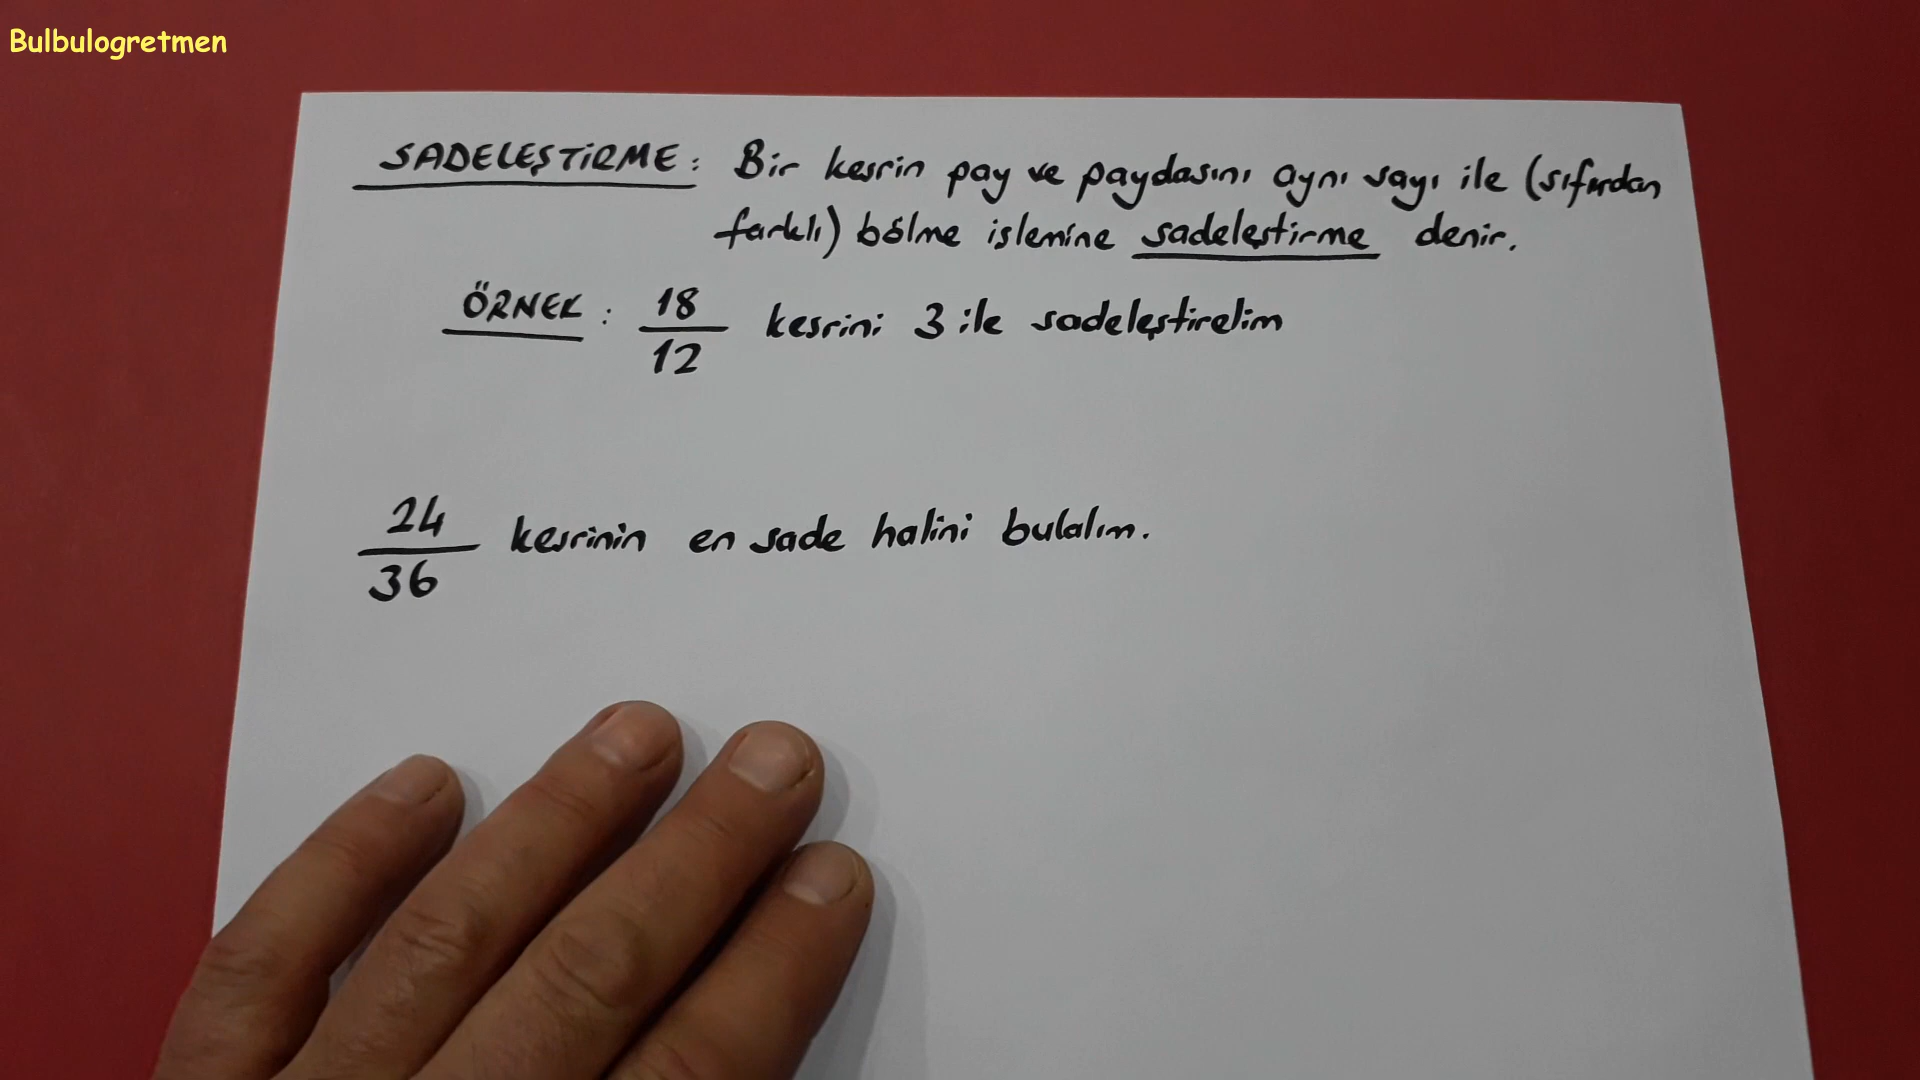 Bulbulogretmen
SADELEŞTİRME: Bir kesrin pay ve paydasını aynı sayı ile (sıfırdan
farklı) bölme işlemine sadeleştirme denir.
ÖRNEK: 18/12 kesrini 3 ile sadeleştirelim
24/36 kesrinin en sade halini bulalım.